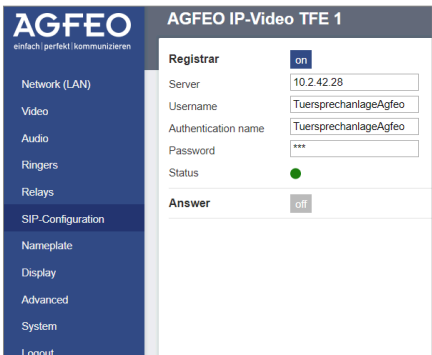 AGFEO
einfach|perfekt|kommunizieren
AGFEO IP-Video TFE 1
Network (LAN)
Video
Audio
Ringers
Relays
SIP-Configuration
Nameplate
Display
Advanced
System
Logout
Registrar on
Server 10.2.42.28
Username TuersprechanlageAgfeo
Authentication name TuersprechanlageAgfeo
Password ***
Status
Answer off